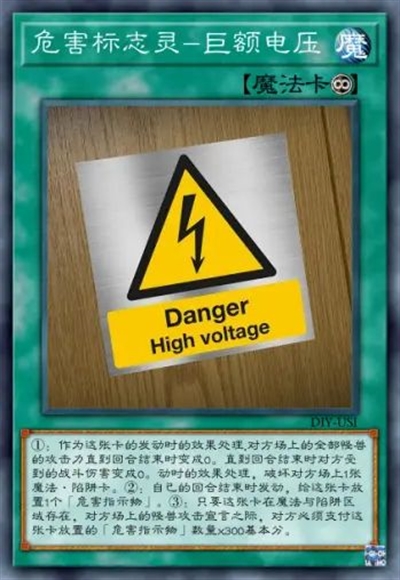 危害标志灵-巨额电压 魔
【魔法卡♾】
Danger
High voltage
DIY-USI
①：作为这张卡的发动时的效果处理，对方场上的全部怪兽
的攻击力直到回合结束时变成0。直到回合结束时对方受
到的战斗伤害变成0。动时的效果处理，破坏对方场上1张
魔法·陷阱卡。②：自己的回合结束时发动，给这张卡放
置1个「危害指示物」。③：只要这张卡在魔法与陷阱区
域存在，对方场上的怪兽攻击宣言之际，对方必须支付这
张卡放置的「危害指示物」数量x300基本分。